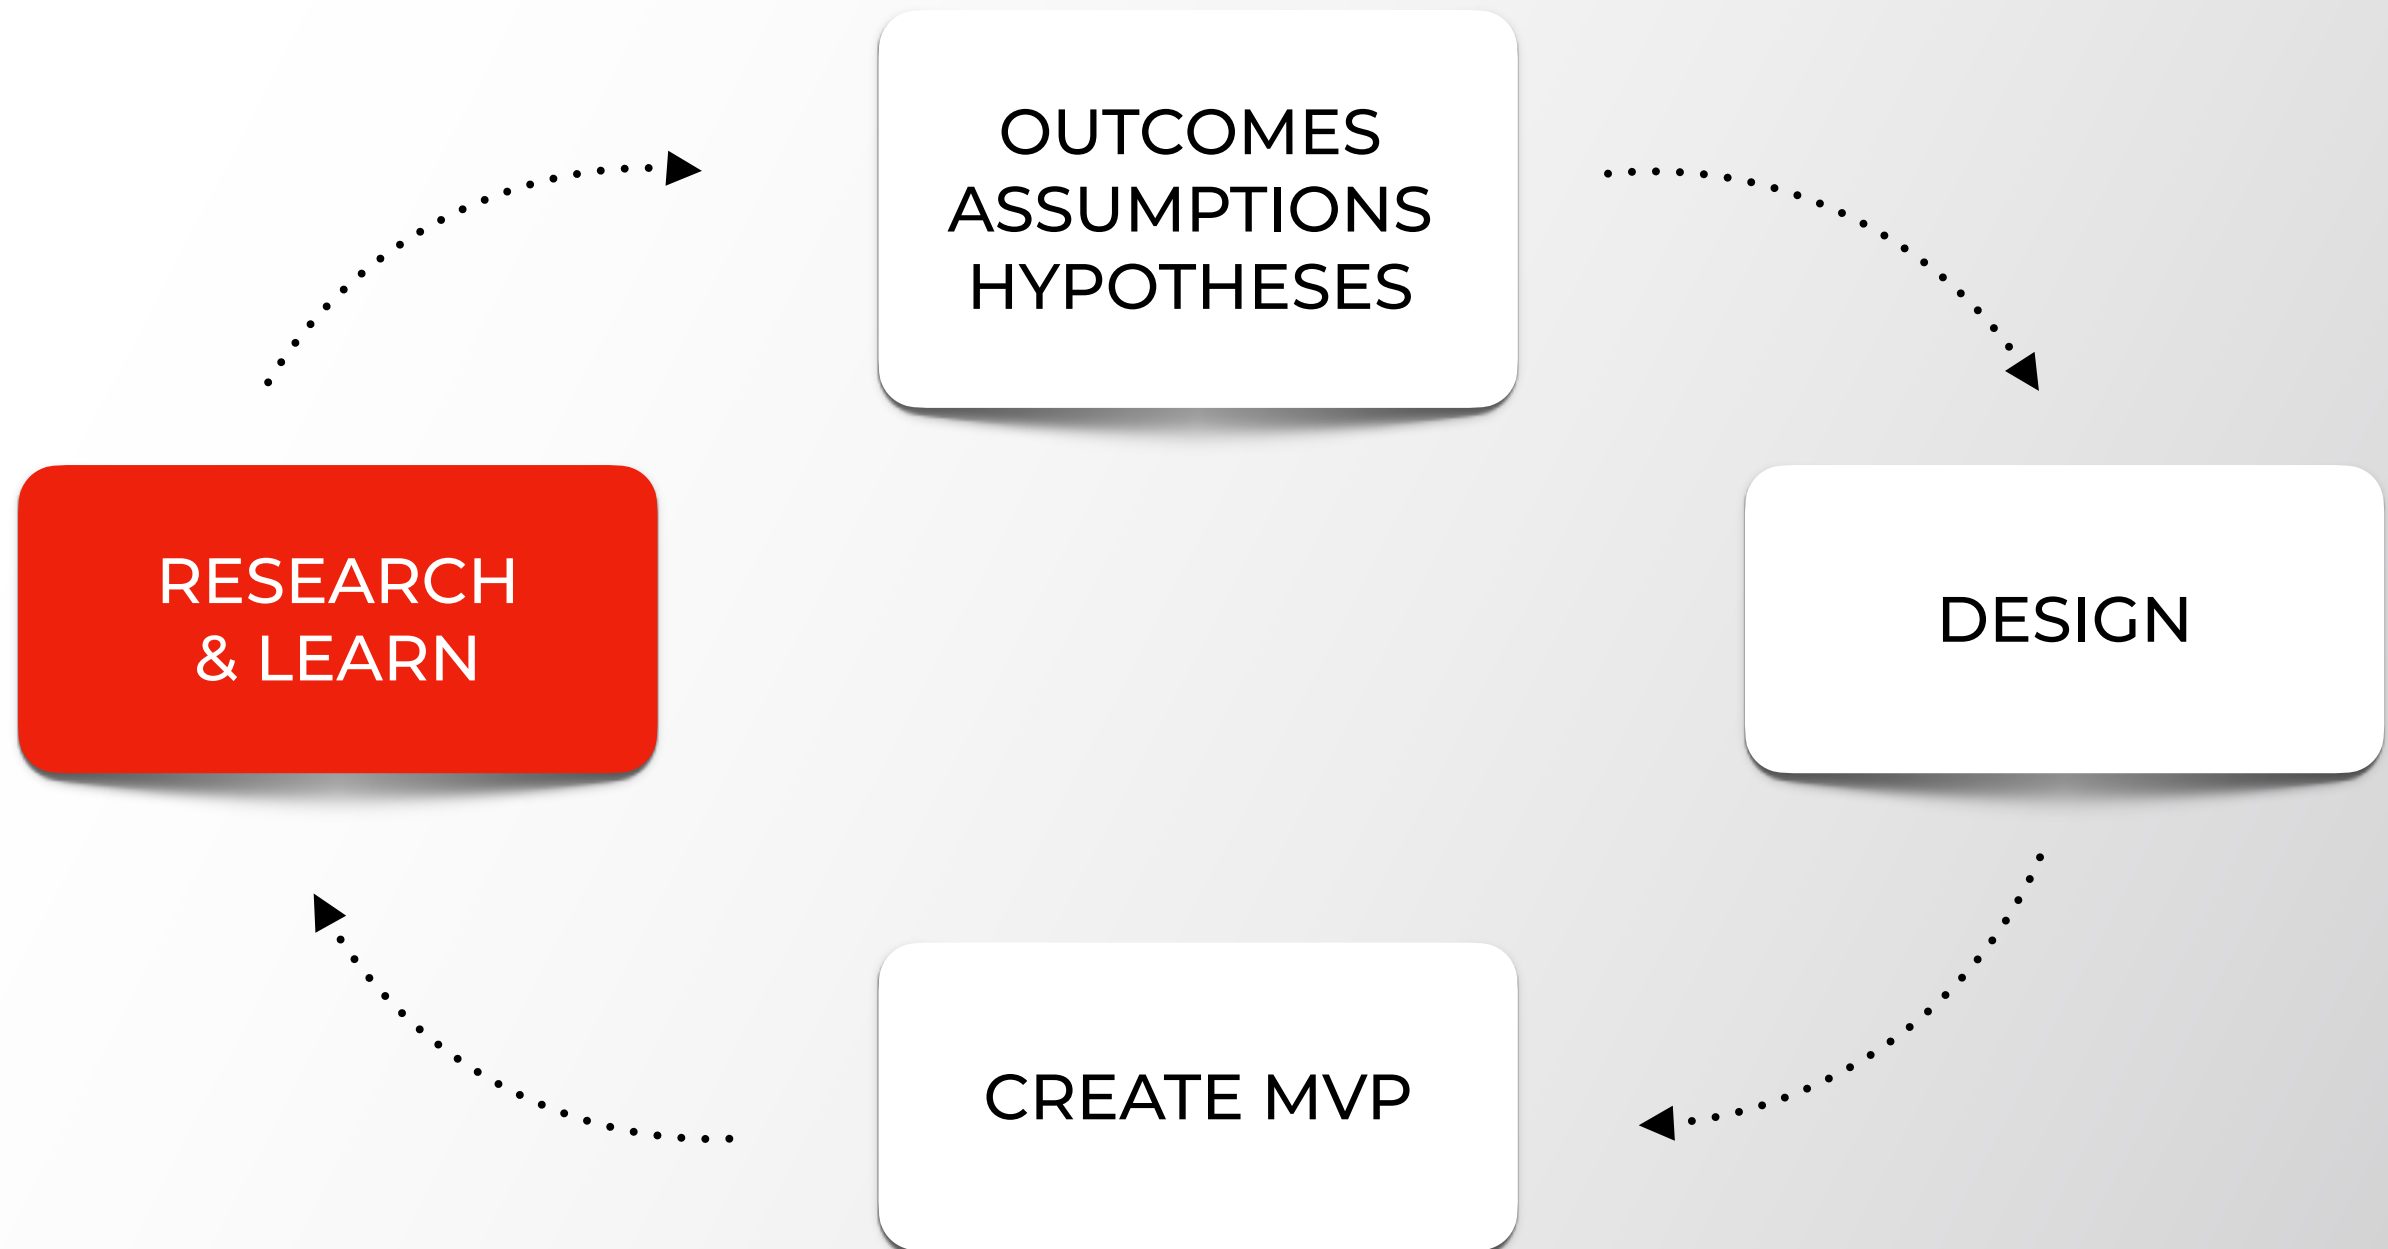 OUTCOMES
ASSUMPTIONS
HYPOTHESES
RESEARCH
& LEARN
DESIGN
CREATE MVP